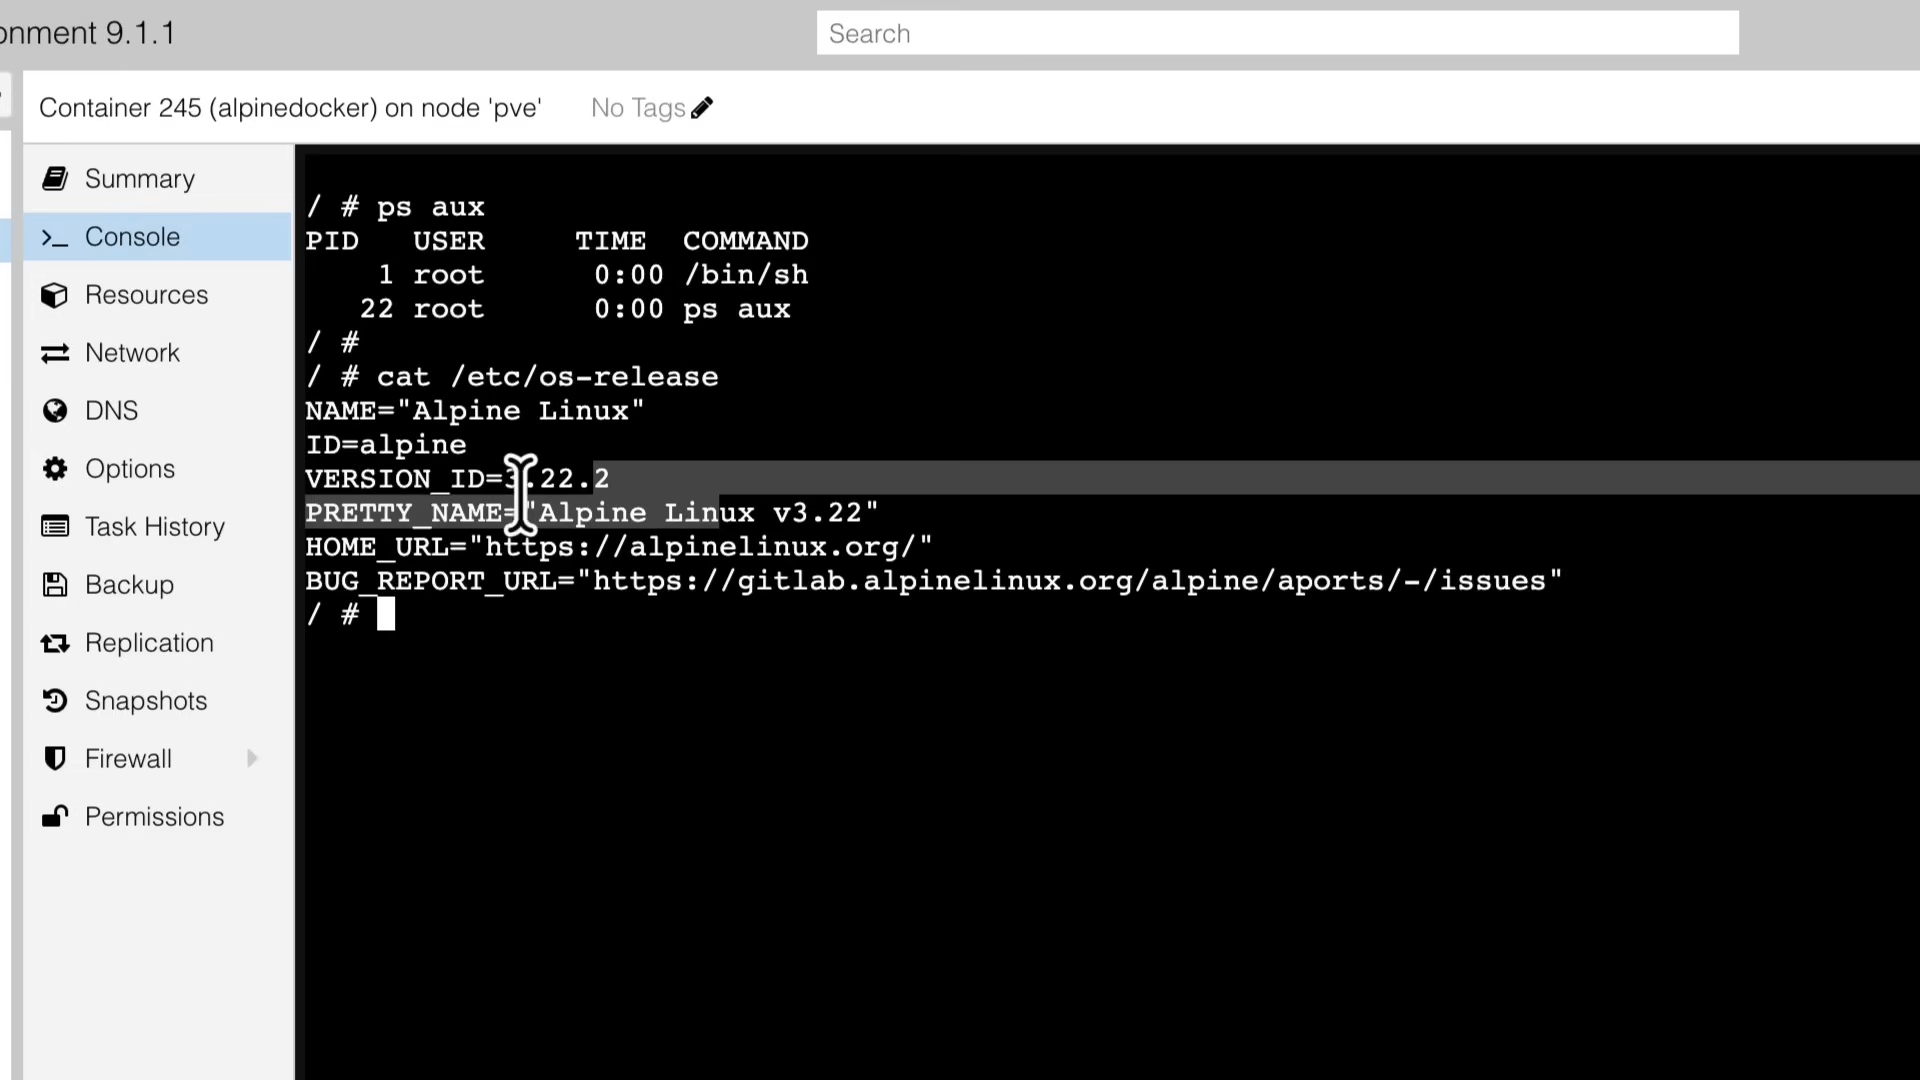 onment 9.1.1
Search
Container 245 (alpinedocker) on node 'pve'
No Tags
Summary
Console
Resources
Network
DNS
Options
Task History
Backup
Replication
Snapshots
Firewall
Permissions
/ # ps aux
PID   USER     TIME  COMMAND
    1 root      0:00 /bin/sh
   22 root      0:00 ps aux
/ #
/ # cat /etc/os-release
NAME="Alpine Linux"
ID=alpine
VERSION_ID=3.22.2
PRETTY_NAME="Alpine Linux v3.22"
HOME_URL="https://alpinelinux.org/"
BUG_REPORT_URL="https://gitlab.alpinelinux.org/alpine/aports/-/issues"
/ #